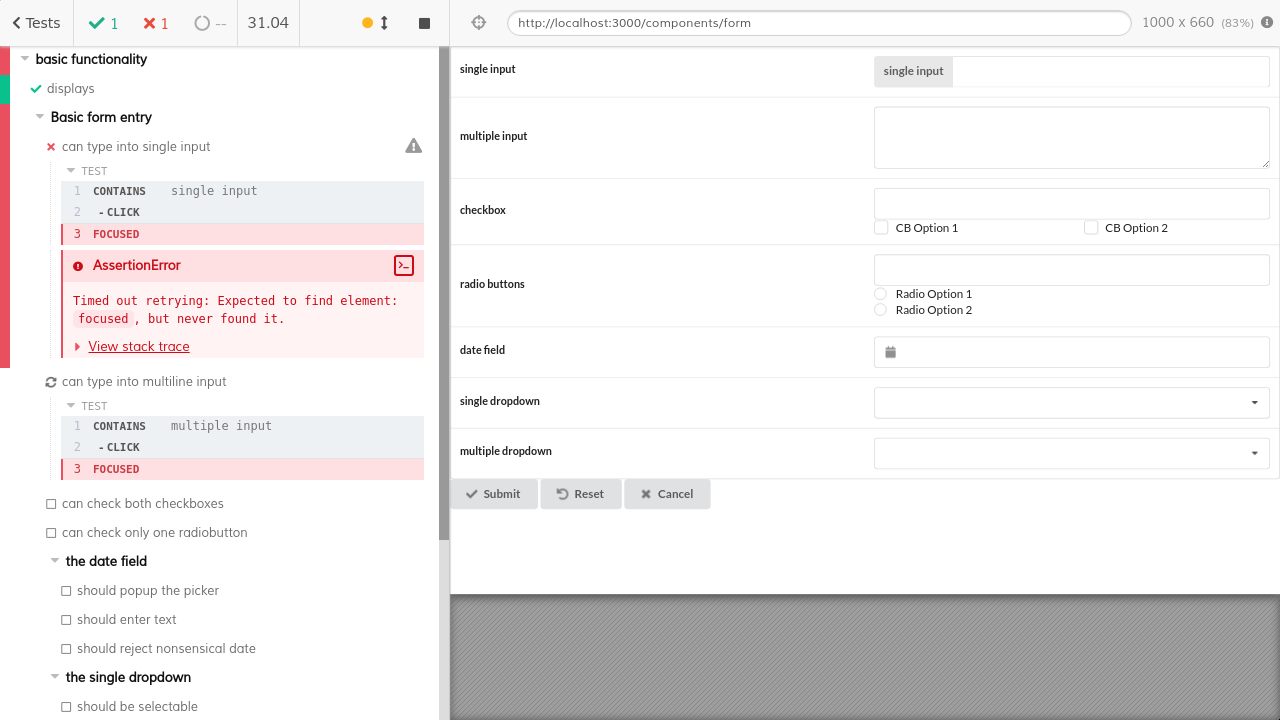 Tests
1
1
--
31.04
http://localhost:3000/components/form
1000 x 660 (83%)
basic functionality
displays
Basic form entry
can type into single input
TEST
1 CONTAINS single input
2 - CLICK
3 FOCUSED
AssertionError
Timed out retrying: Expected to find element:
focused, but never found it.
View stack trace
can type into multiline input
TEST
1 CONTAINS multiple input
2 - CLICK
3 FOCUSED
can check both checkboxes
can check only one radiobutton
the date field
should popup the picker
should enter text
should reject nonsensical date
the single dropdown
should be selectable
single input
single input
multiple input
checkbox
CB Option 1
CB Option 2
radio buttons
Radio Option 1
Radio Option 2
date field
single dropdown
multiple dropdown
Submit
Reset
Cancel